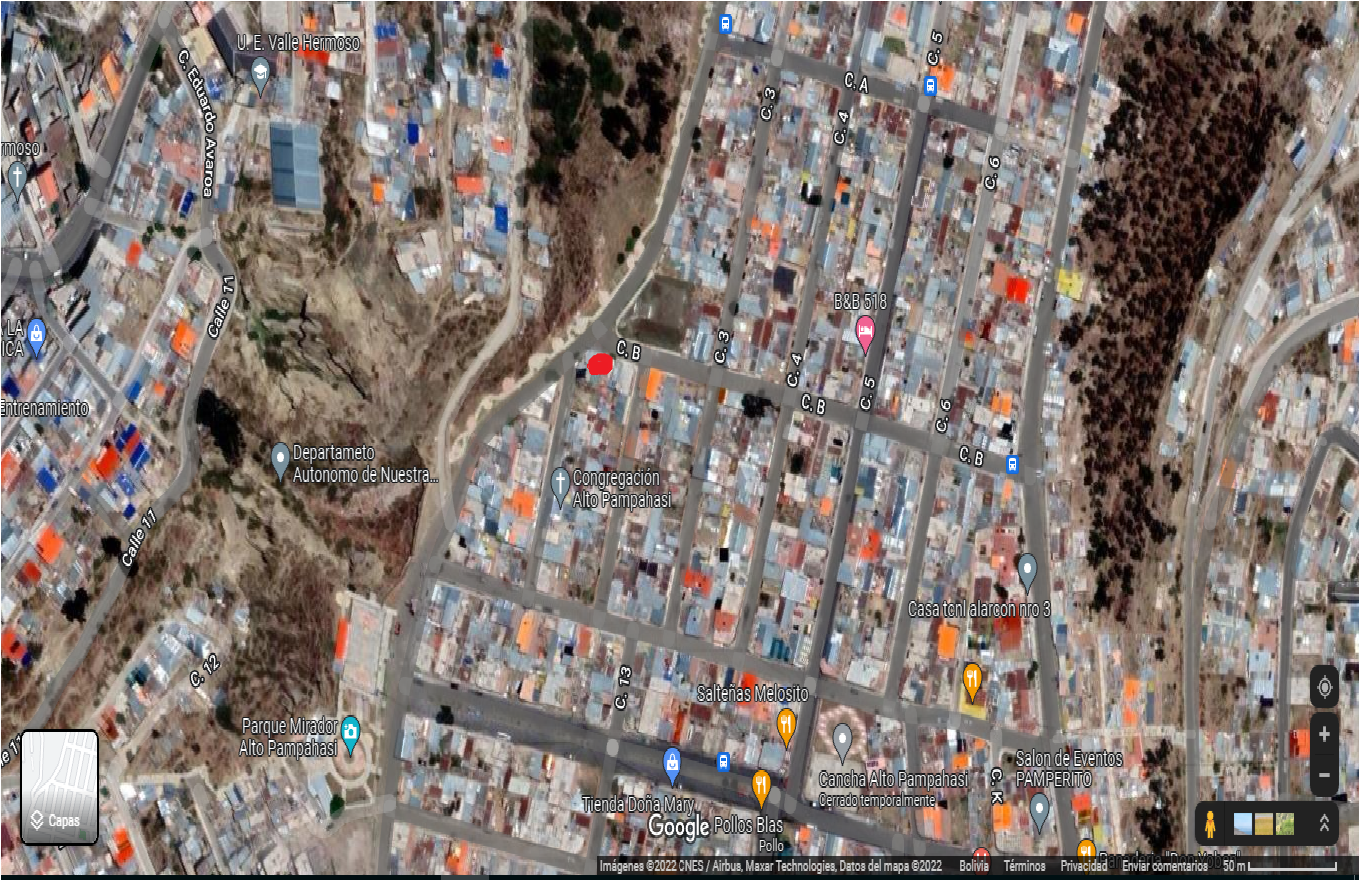 U. E. Valle Hermoso
C. Eduardo Avaroa
C. 5
C. A
C. 3
C. 4
rmoso
C. 6
Calle 11
B&B 518
LA
ICA
C. B
C. 3
C. 4
C. 5
C. B
C. 6
C. B
Entrenamiento
Departameto
Autonomo de Nuestra...
Congregación
Alto Pampahasi
Calle 11
Casa tcnl alarcon nro 3
C. 12
C. 13
Salteñas Melosito
Parque Mirador
Alto Pampahasi
Salon de Eventos
PAMPERITO
Cancha Alto Pampahasi
Cerrado temporalmente
C. K
Tienda Doña Mary
Pollos Blas
Pollo
Capas
Google
Imágenes ©2022 CNES / Airbus, Maxar Technologies, Datos del mapa ©2022 Bolivia Términos Privacidad Enviar comentarios 50 m